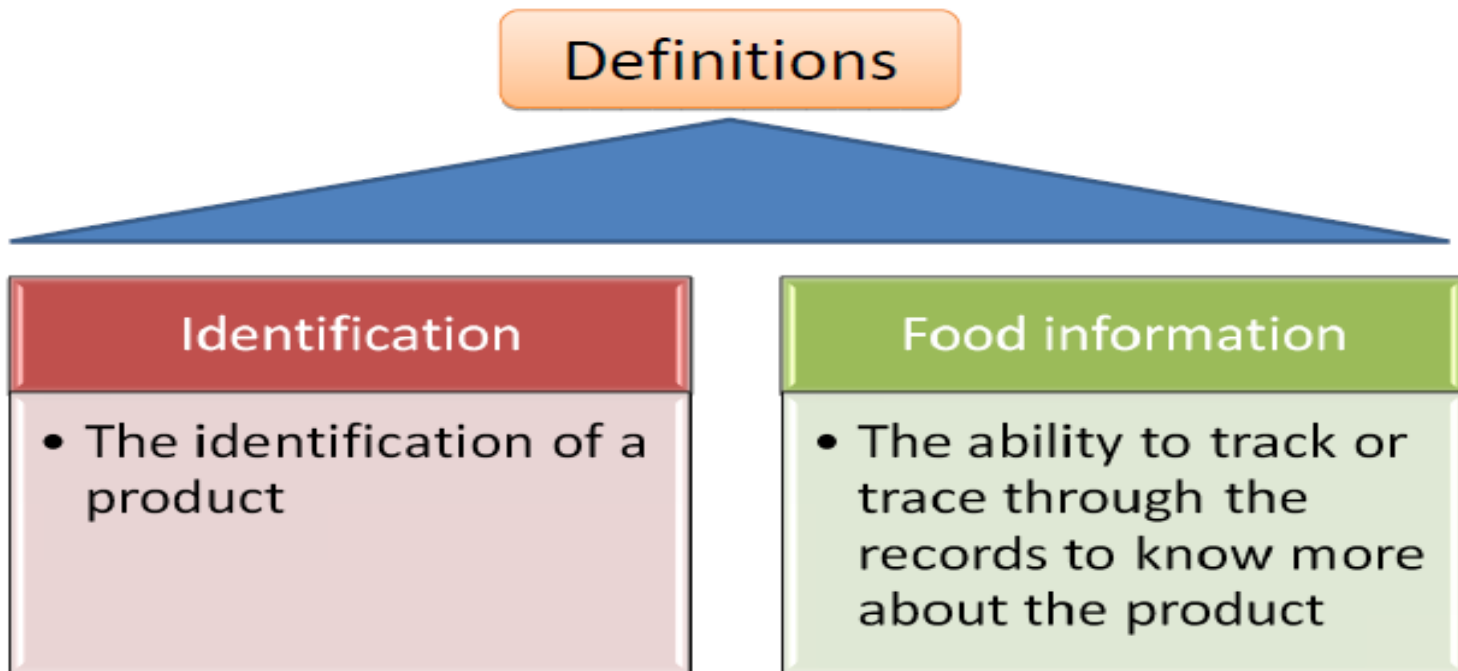 Definitions
Identification
• The identification of a
product
Food information
• The ability to track or
trace through the
records to know more
about the product